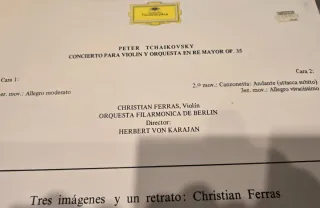 PETER TCHAIKOVSKY
CONCIERTO PARA VIOLIN Y ORQUESTA EN RE MAYOR OP. 35
Cara 1:
1er. mov.: Allegro moderato
Cara 2:
2.º mov.: Canzonetta: Andante (attacca subito)
3er. mov.: Allegro vivacissimo
CHRISTIAN FERRAS, Violín
ORQUESTA FILARMONICA DE BERLIN
Director:
HERBERT VON KARAJAN
Tres imágenes y un retrato: Christian Ferras